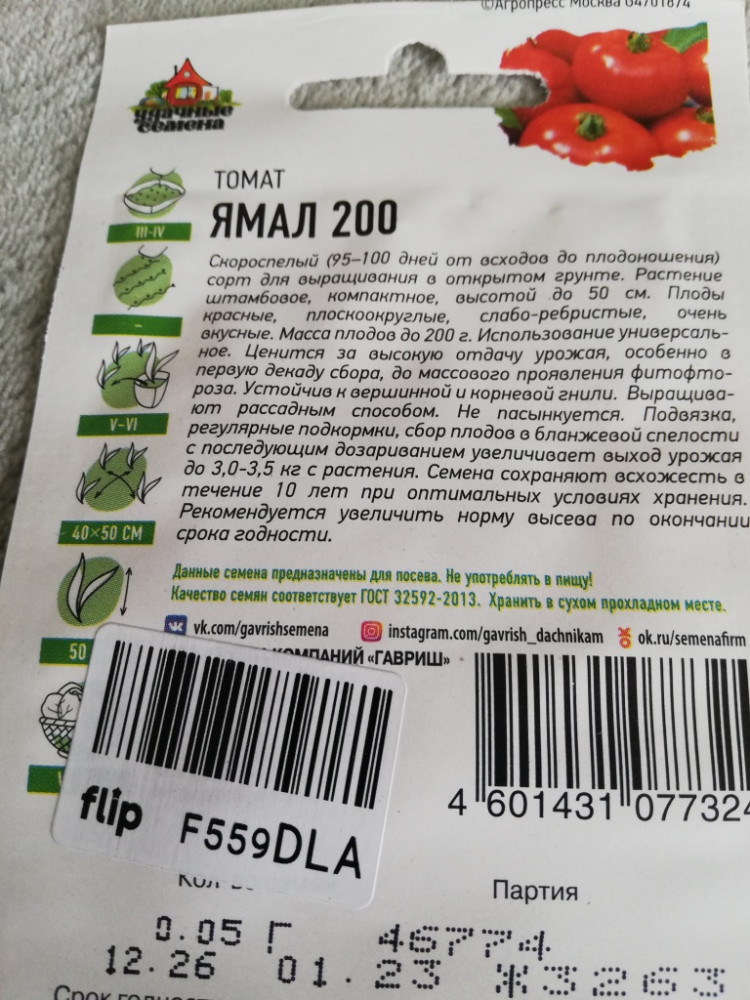 ©Агропресс Москва
удачные
семена
ТОМАТ
ЯМАЛ 200
III-IV
–
V-VI
40×50 СМ
50
Скороспелый (95–100 дней от всходов до плодоношения)
сорт для выращивания в открытом грунте. Растение
штамбовое, компактное, высотой до 50 см. Плоды
красные, плоскоокруглые, слабо-ребристые, очень
вкусные. Масса плодов до 200 г. Использование универсаль-
ное. Ценится за высокую отдачу урожая, особенно в
первую декаду сбора, до массового проявления фитофто-
роза. Устойчив к вершинной и корневой гнили. Выращива-
ют рассадным способом. Не пасынкуется. Подвязка,
регулярные подкормки, сбор плодов в бланжевой спелости
с последующим дозариванием увеличивает выход урожая
до 3,0-3,5 кг с растения. Семена сохраняют всхожесть в
течение 10 лет при оптимальных условиях хранения.
Рекомендуется увеличить норму высева по окончании
срока годности.
Данные семена предназначены для посева. Не употреблять в пищу!
Качество семян соответствует ГОСТ 32592-2013. Хранить в сухом прохладном месте.
vk.com/gavrishsemena instagram.com/gavrish_dachnikam ok.ru/semenafirm
КОМПАНИЙ «ГАВРИШ»
flip F559DLA
4 601431 077324
Партия
0.05 Г 46774
12.26 01.23 Ж3263
Срок годност